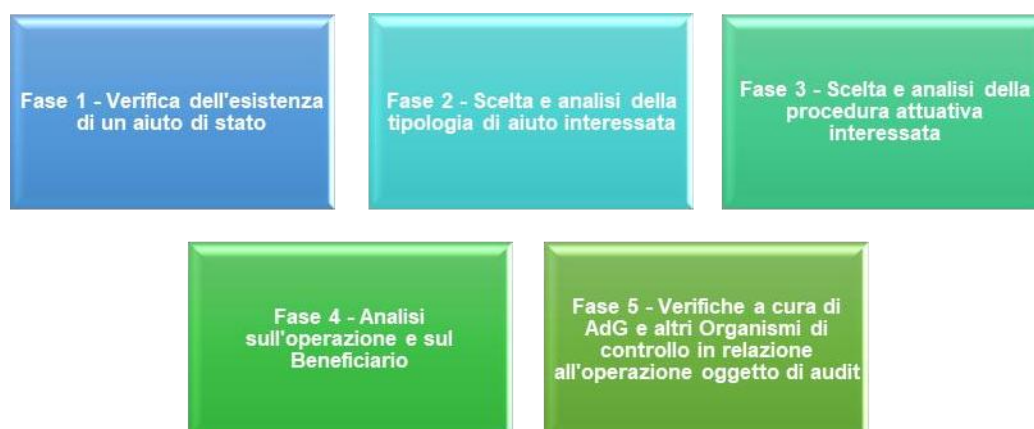 Fase 1 - Verifica dell'esistenza
di un aiuto di stato
Fase 2 - Scelta e analisi della
tipologia di aiuto interessata
Fase 3 - Scelta e analisi della
procedura attuativa
interessata
Fase 4 - Analisi
sull'operazione e sul
Beneficiario
Fase 5 - Verifiche a cura di
AdG e altri Organismi di
controllo in relazione
all'operazione oggetto di audit